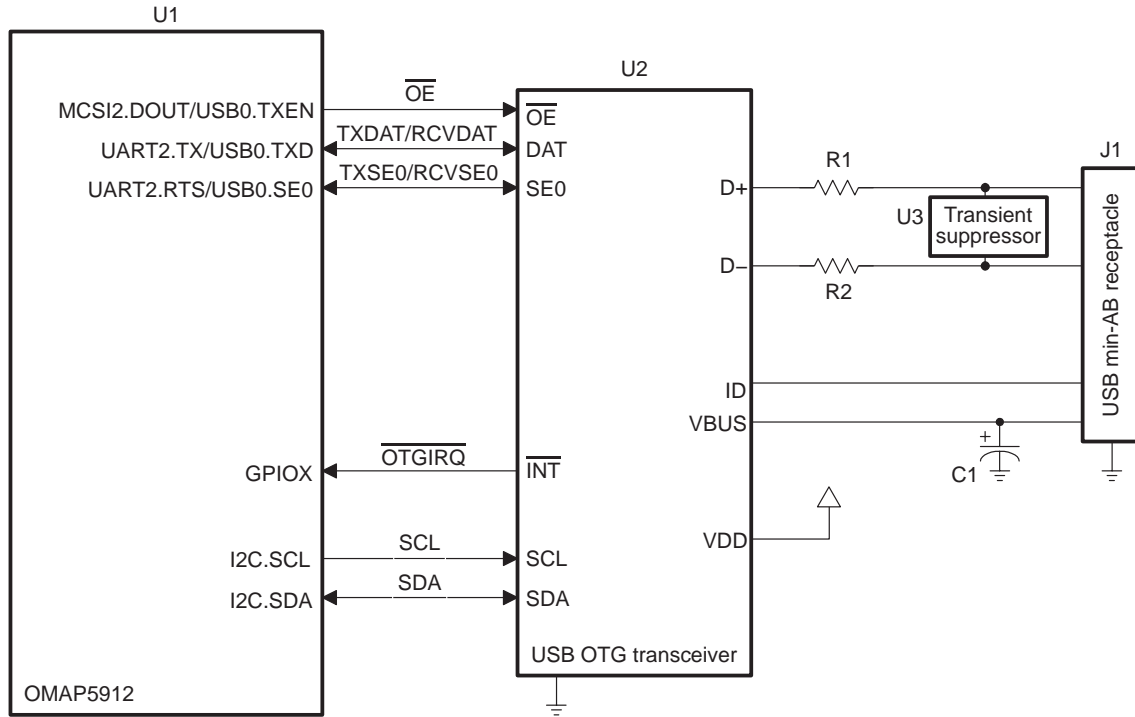 U1
MCSI2.DOUT/USB0.TXEN
UART2.TX/USB0.TXD
UART2.RTS/USB0.SE0
GPIOX
I2C.SCL
I2C.SDA
OMAP5912
OE
TXDAT/RCVDAT
TXSE0/RCVSE0
OTGIRQ
SCL
SDA
U2
OE
DAT
SE0
INT
SCL
SDA
D+
D−
ID
VBUS
VDD
USB OTG transceiver
R1
R2
U3
Transient
suppressor
+
C1
J1
USB min-AB receptacle